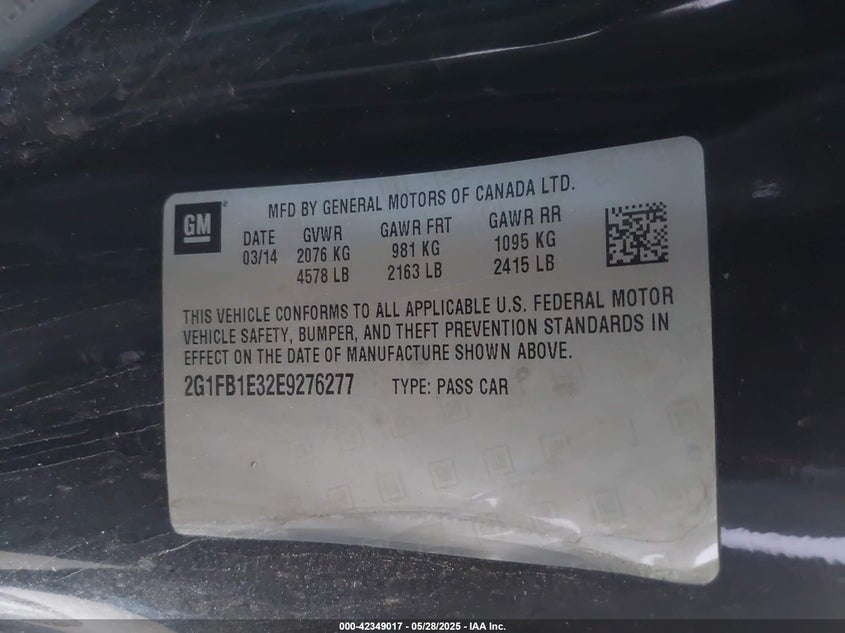 GM
MFD BY GENERAL MOTORS OF CANADA LTD.
DATE GVWR GAWR FRT GAWR RR
03/14 2076 KG 981 KG 1095 KG
4578 LB 2163 LB 2415 LB
THIS VEHICLE CONFORMS TO ALL APPLICABLE U.S. FEDERAL MOTOR
VEHICLE SAFETY, BUMPER, AND THEFT PREVENTION STANDARDS IN
EFFECT ON THE DATE OF MANUFACTURE SHOWN ABOVE.
2G1FB1E32E9276277 TYPE: PASS CAR
000-42349017 - 05/28/2025 - IAA Inc.